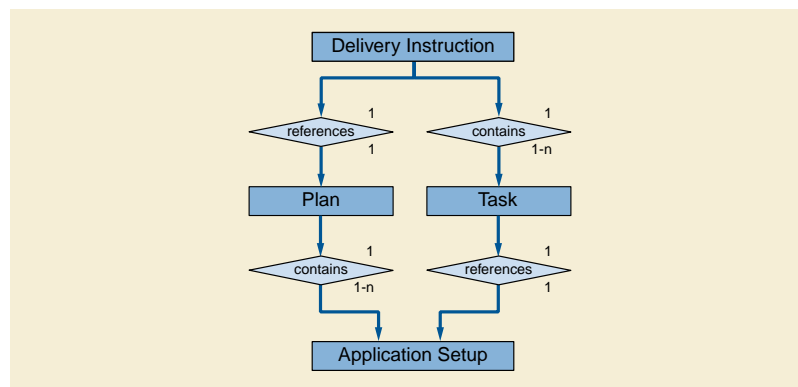 Delivery Instruction
1
references
1
1
contains
1-n
Plan
Task
1
contains
1-n
1
references
1
Application Setup